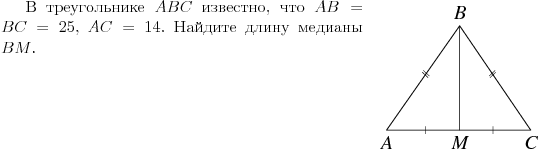 В треугольнике ABC известно, что AB =
BC = 25, AC = 14. Найдите длину медианы
BM.
B
A M C